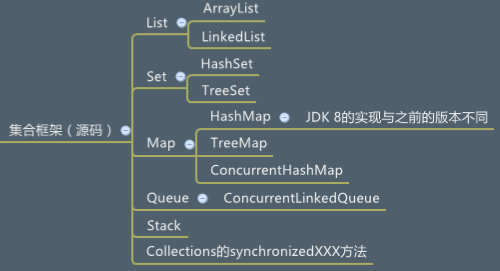 ArrayList
List
LinkedList
HashSet
Set
TreeSet
HashMap JDK 8的实现与之前的版本不同
集合框架（源码）
Map TreeMap
ConcurrentHashMap
Queue ConcurrentLinkedQueue
Stack
Collections的synchronizedXXX方法